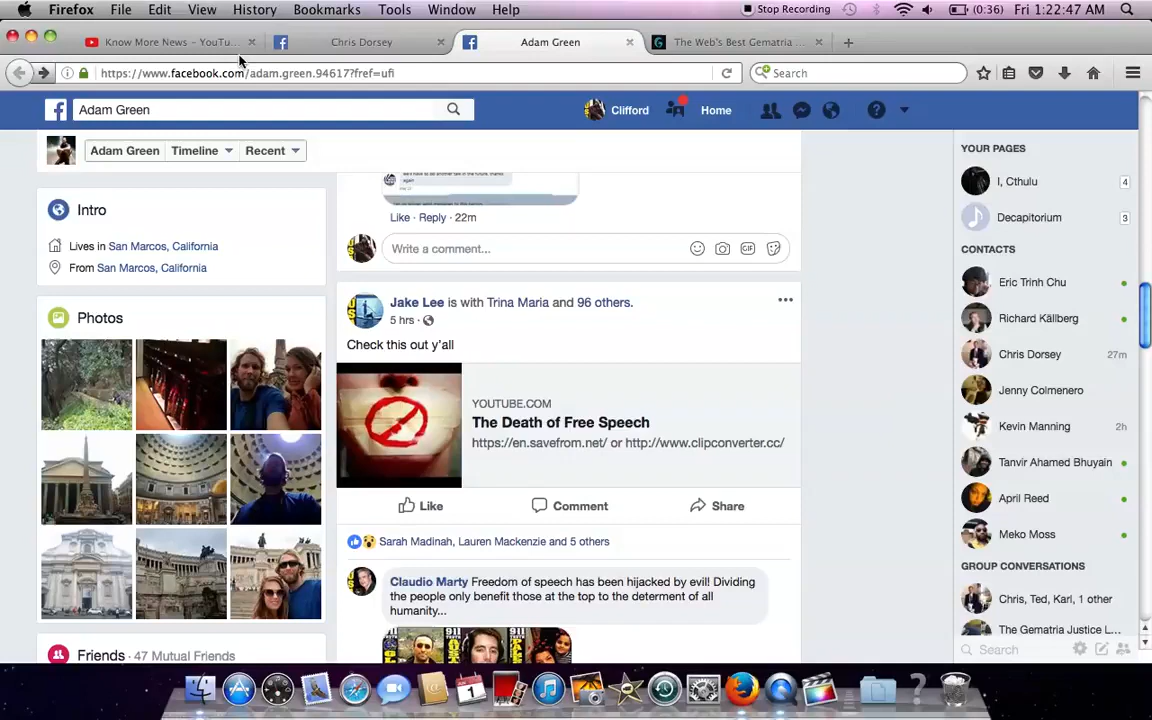 Firefox File Edit View History Bookmarks Tools Window Help Stop Recording (0:36) Fri 1:22:47 AM
Know More News – YouTu... Chris Dorsey Adam Green The Web's Best Gematria ...
https://www.facebook.com/adam.green.94617?fref=ufi Search
Adam Green Clifford Home
Adam Green Timeline Recent
again
Like · Reply · 22m
Write a comment...
GIF
Intro
Lives in San Marcos, California
From San Marcos, California
Photos
Friends · 47 Mutual Friends
Jake Lee is with Trina Maria and 96 others.
5 hrs ·
Check this out y'all
YOUTUBE.COM
The Death of Free Speech
https://en.savefrom.net/ or http://www.clipconverter.cc/
Like Comment Share
Sarah Madinah, Lauren Mackenzie and 5 others
Claudio Marty Freedom of speech has been hijacked by evil! Dividing
the people only benefit those at the top to the determent of all
humanity...
YOUR PAGES
I, Cthulu 4
Decapitorium 3
CONTACTS
Eric Trinh Chu
Richard Källberg
Chris Dorsey 27m
Jenny Colmenero
Kevin Manning 2h
Tanvir Ahamed Bhuyain
April Reed
Meko Moss
GROUP CONVERSATIONS
Chris, Ted, Karl, 1 other
The Gematria Justice L...
Search